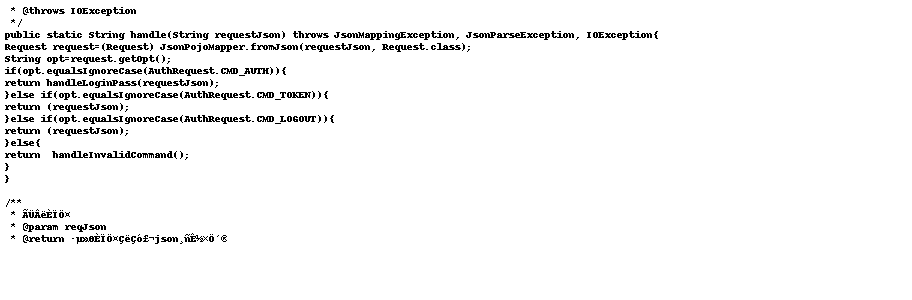 * @throws IOException
*/
public static String handle(String requestJson) throws JsonMappingException, JsonParseException, IOException{
Request request=(Request) JsonPojoMapper.fromJson(requestJson, Request.class);
String opt=request.getOpt();
if(opt.equalsIgnoreCase(AuthRequest.CMD_AUTH)){
return handleLoginPass(requestJson);
}else if(opt.equalsIgnoreCase(AuthRequest.CMD_TOKEN)){
return (requestJson);
}else if(opt.equalsIgnoreCase(AuthRequest.CMD_LOGOUT)){
return (requestJson);
}else{
return  handleInvalidCommand();
}
}
/**
* ÃÜÂëÈÏÖ¤
* @param reqJson
* @return ·µ»ØÈÏÖ¤ÇëÇó£¬json¸ñÊ½×Ö´®